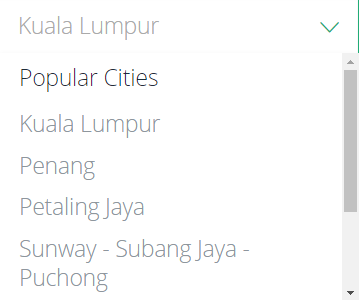 Kuala Lumpur
Popular Cities
Kuala Lumpur
Penang
Petaling Jaya
Sunway - Subang Jaya -
Puchong